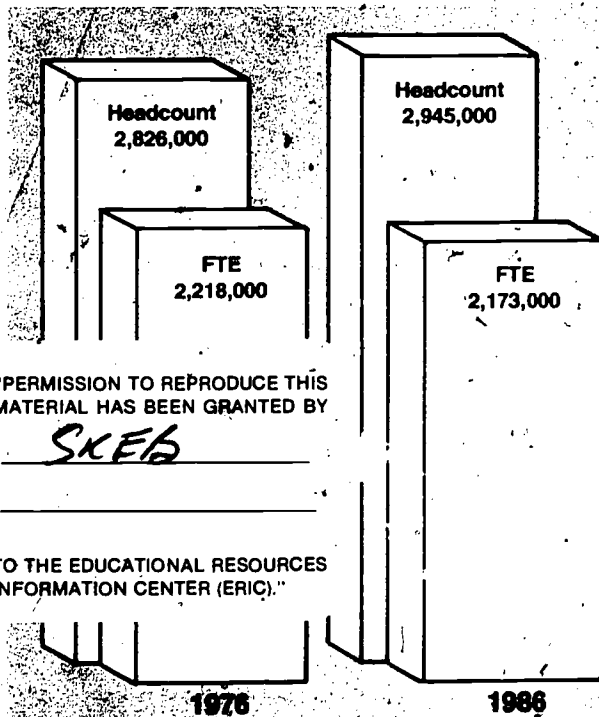 Headcount
2,826,000
FTE
2,218,000
Headcount
2,945,000
FTE
2,173,000
"PERMISSION TO REPRODUCE THIS
MATERIAL HAS BEEN GRANTED BY
SREB
TO THE EDUCATIONAL RESOURCES
INFORMATION CENTER (ERIC)."
1976
1986